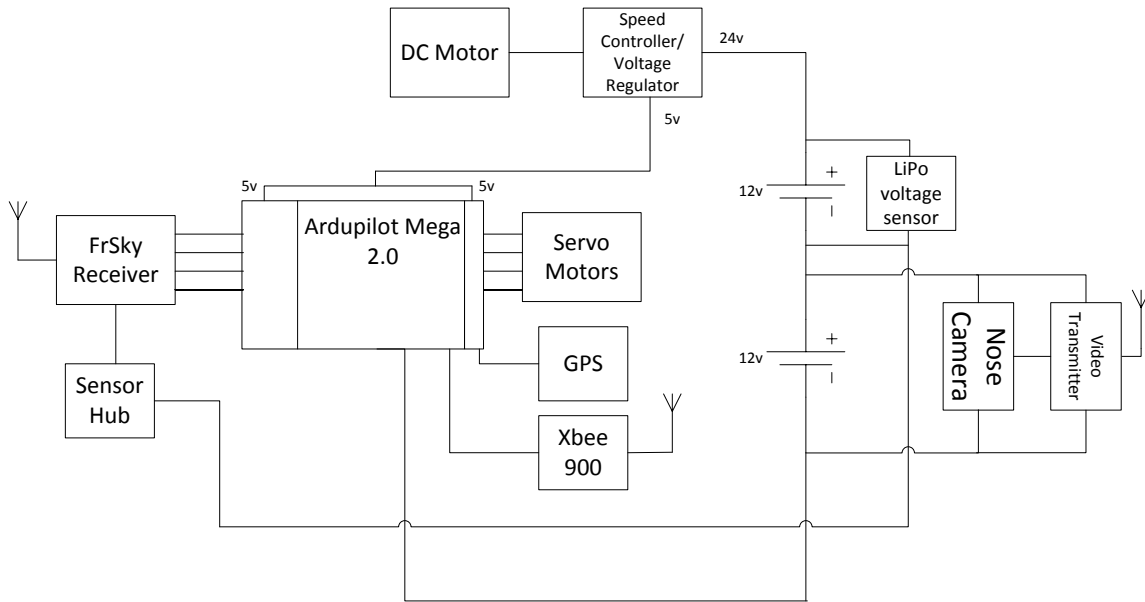 DC Motor
Speed
Controller/
Voltage
Regulator
24v
5v
5v
5v
Ardupilot Mega
2.0
FrSky
Receiver
Servo
Motors
12v
+
_
LiPo
voltage
sensor
Sensor
Hub
GPS
Xbee
900
12v
+
_
Nose
Camera
Video
Transmitter